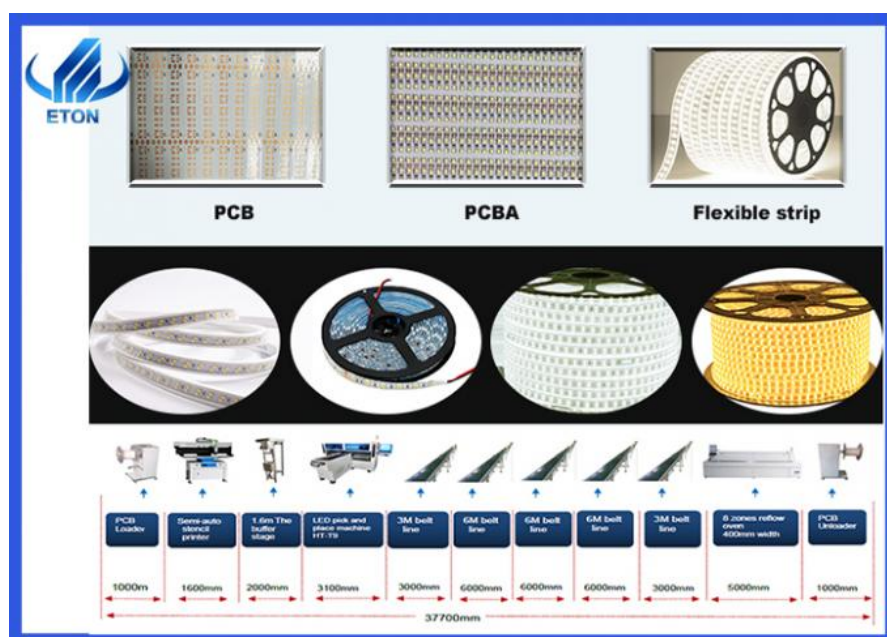 ETON
PCB
PCBA
Flexible strip
PCB
Loader
Semi-auto
stencil
printer
1.6m The
buffer
stage
LED pick and
place machine
HT-T9
3M belt
line
6M belt
line
6M belt
line
6M belt
line
3M belt
line
8 zones reflow
oven
400mm width
PCB
Unloader
1000m
1600mm
2000mm
3100mm
3000mm
6000mm
6000mm
6000mm
3000mm
5000mm
1000mm
37700mm